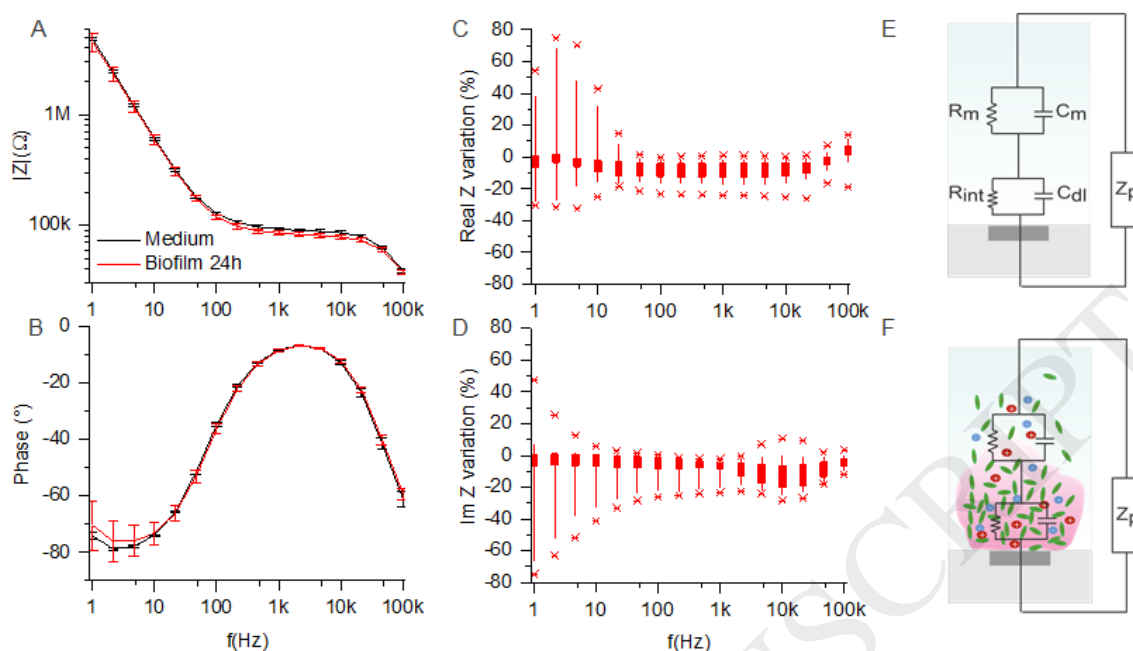 A
|Z|(Ω)
1M
100k
Medium
Biofilm 24h
1 10 100 1k 10k 100k
B
Phase (°)
0
-20
-40
-60
-80
1 10 100 1k 10k 100k
f(Hz)
C
Real Z variation (%)
80
60
40
20
0
-20
-40
-60
-80
1 10 100 1k 10k 100k
D
Im Z variation (%)
80
60
40
20
0
-20
-40
-60
-80
1 10 100 1k 10k 100k
f(Hz)
E
Rm Cm
Rint Cdl
Zp
F
Zp